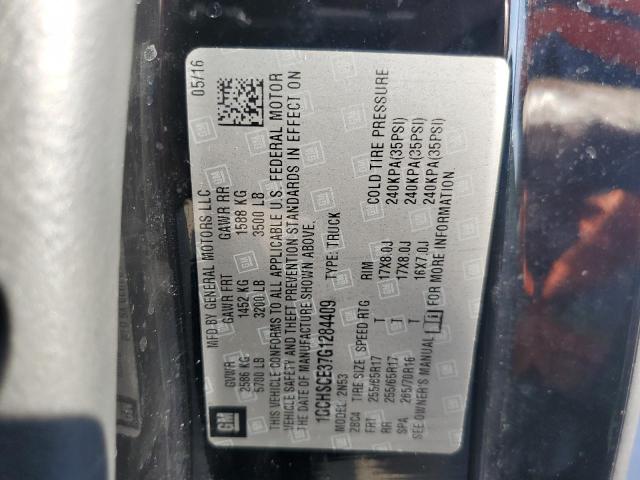 MFD BY GENERAL MOTORS LLC 05/16
GVWR GAWR FRT GAWR RR
2586 KG 1452 KG 1588 KG
5700 LB 3200 LB 3500 LB
THIS VEHICLE CONFORMS TO ALL APPLICABLE U.S. FEDERAL MOTOR
VEHICLE SAFETY AND THEFT PREVENTION STANDARDS IN EFFECT ON
THE DATE OF MANUFACTURE SHOWN ABOVE.
1GCHSCE37G1284409 TYPE: TRUCK
MODEL: 2N53
2BC4 TIRE SIZE SPEED RTG RIM COLD TIRE PRESSURE
FRT 255/65R17 T 17X8.0J 240KPA(35PSI)
RR 255/65R17 T 17X8.0J 240KPA(35PSI)
SPA 265/70R16 T 16X7.0J 240KPA(35PSI)
SEE OWNER'S MANUAL FOR MORE INFORMATION
GM